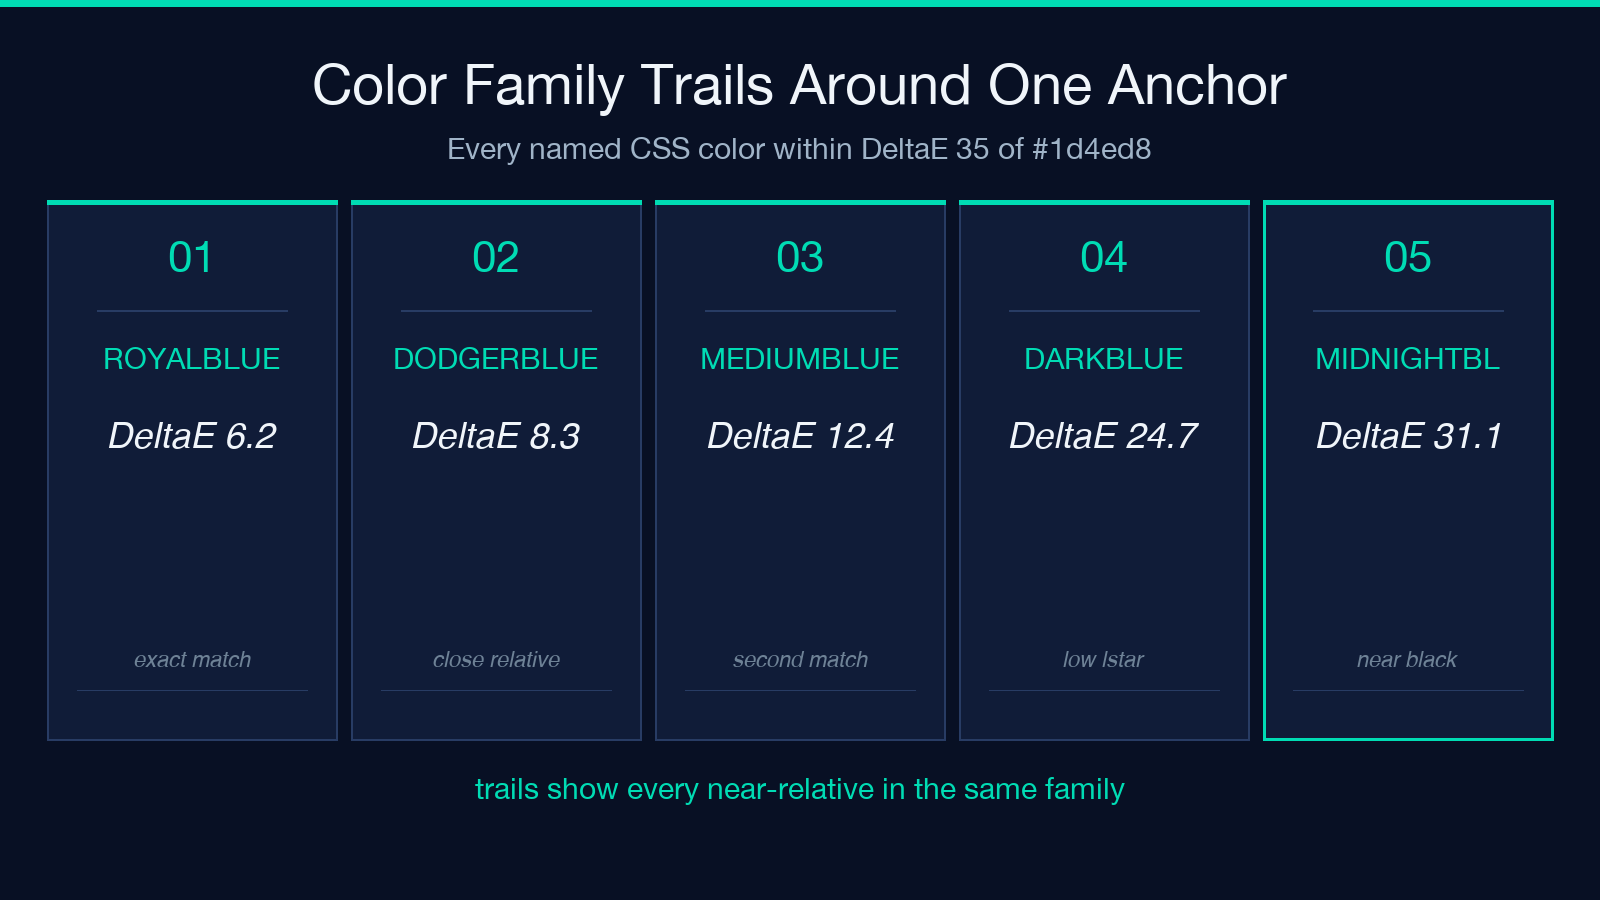 Color Family Trails Around One Anchor
Every named CSS color within DeltaE 35 of #1d4ed8
01
ROYALBLUE
DeltaE 6.2
exact match
02
DODGERBLUE
DeltaE 8.3
close relative
03
MEDIUMBLUE
DeltaE 12.4
second match
04
DARKBLUE
DeltaE 24.7
low lstar
05
MIDNIGHTBL
DeltaE 31.1
near black
trails show every near-relative in the same family